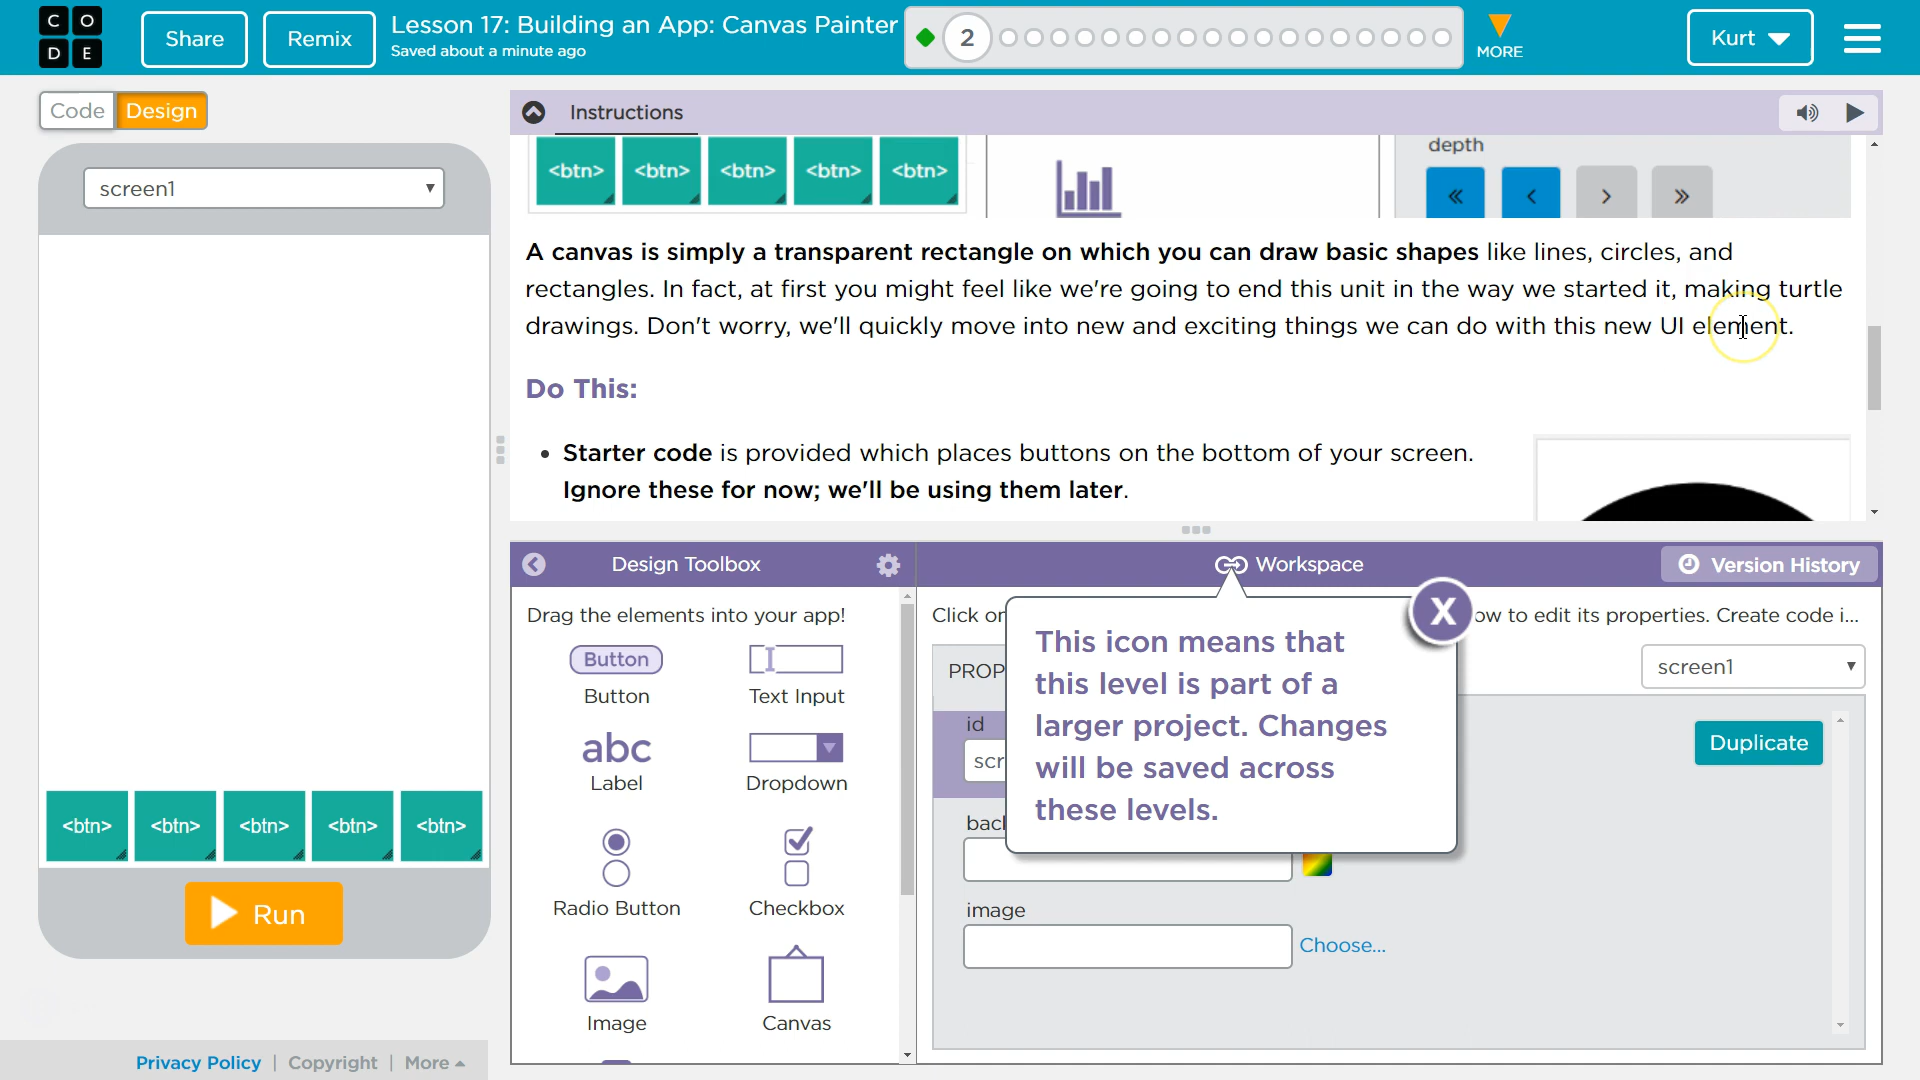 C O
D E
Share
Remix
Lesson 17: Building an App: Canvas Painter
Saved about a minute ago
2
MORE
Kurt
Code
Design
Instructions
screen1
<btn>
<btn>
<btn>
<btn>
<btn>
depth
A canvas is simply a transparent rectangle on which you can draw basic shapes like lines, circles, and
rectangles. In fact, at first you might feel like we're going to end this unit in the way we started it, making turtle
drawings. Don't worry, we'll quickly move into new and exciting things we can do with this new UI element.
Do This:
Starter code is provided which places buttons on the bottom of your screen.
Ignore these for now; we'll be using them later.
Design Toolbox
Workspace
Version History
Drag the elements into your app!
Button
Button
Text Input
abc
Label
Dropdown
Radio Button
Checkbox
Image
Canvas
Click or
ow to edit its properties. Create code i...
PROP
screen1
id
scr
Duplicate
This icon means that
this level is part of a
larger project. Changes
will be saved across
these levels.
X
bac
image
Choose...
<btn>
<btn>
<btn>
<btn>
<btn>
Run
Privacy Policy | Copyright | More